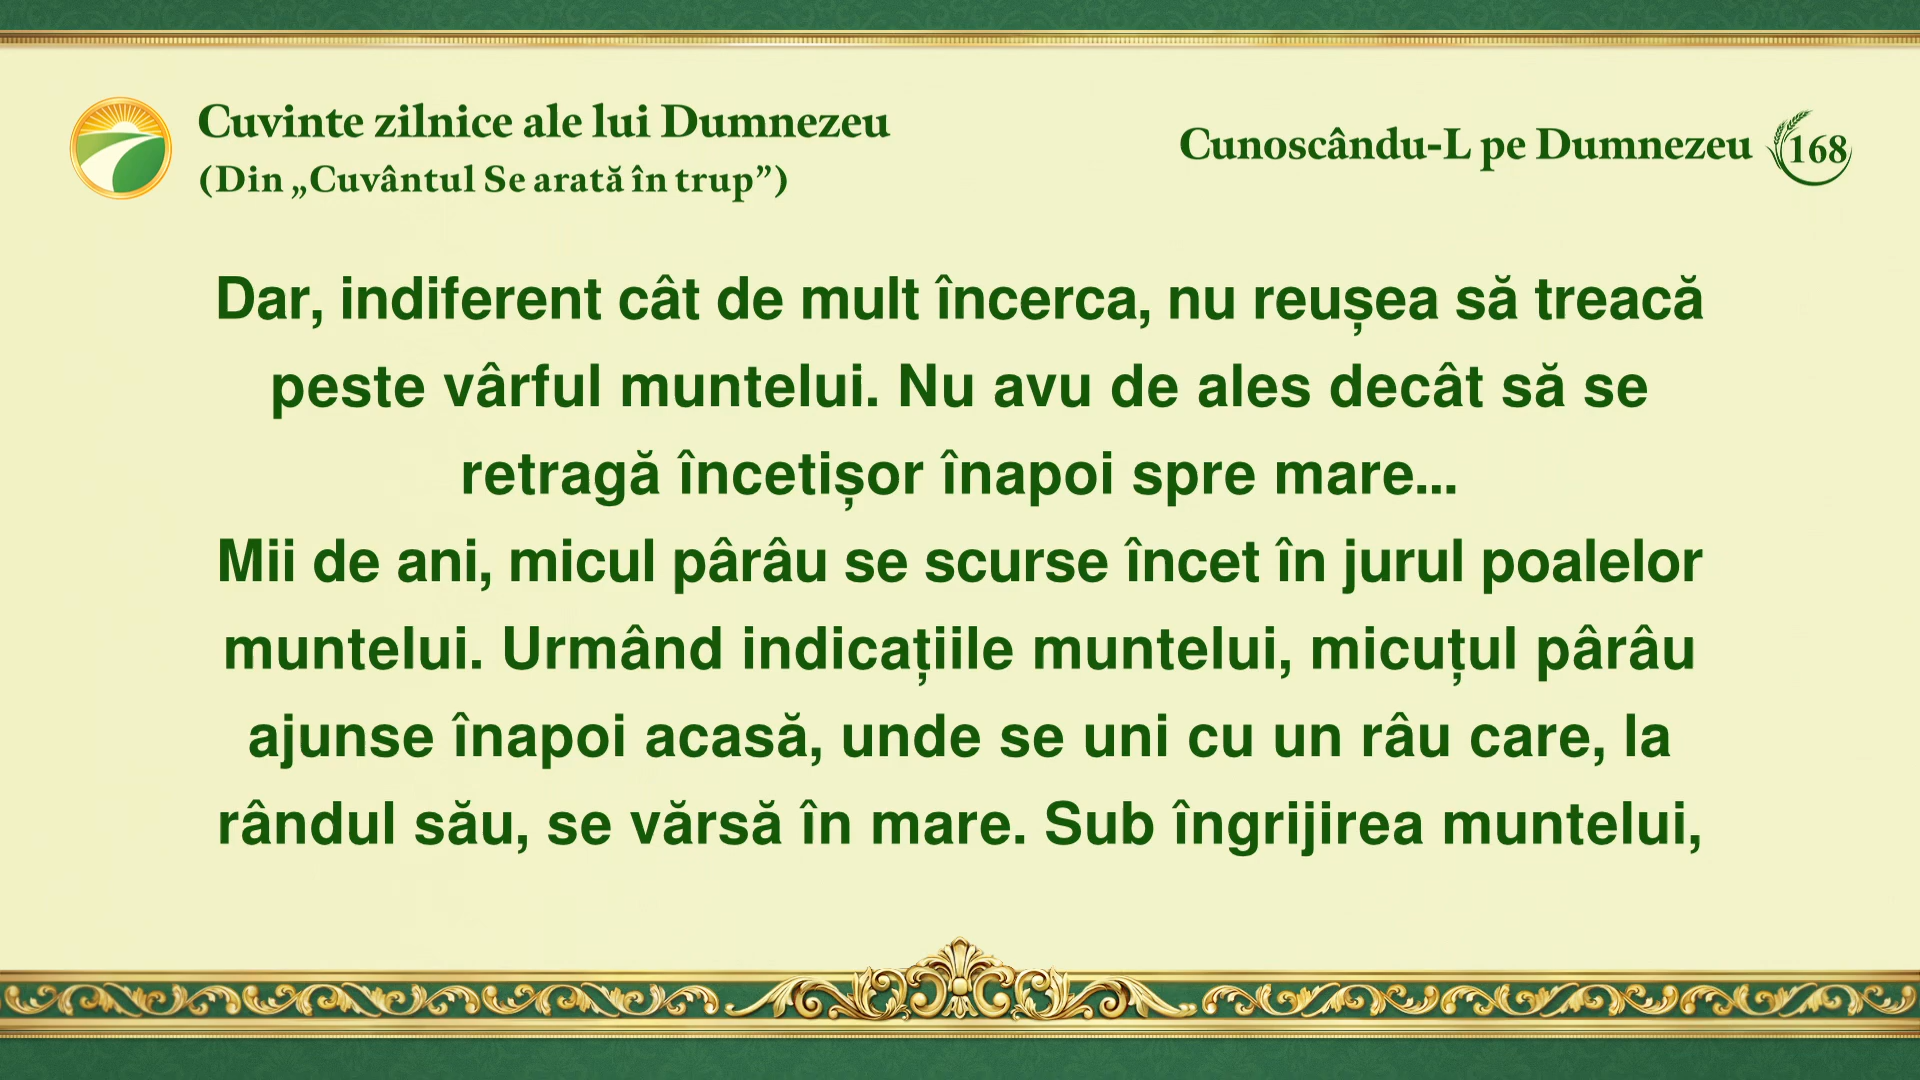 Cuvinte zilnice ale lui Dumnezeu
(Din „Cuvântul Se arată în trup”)
Cunoscându-L pe Dumnezeu 168
Dar, indiferent cât de mult încerca, nu reușea să treacă
peste vârful muntelui. Nu avu de ales decât să se
retragă încetișor înapoi spre mare...
Mii de ani, micul pârâu se scurse încet în jurul poalelor
muntelui. Urmând indicațiile muntelui, micuțul pârâu
ajunse înapoi acasă, unde se uni cu un râu care, la
rândul său, se vărsă în mare. Sub îngrijirea muntelui,